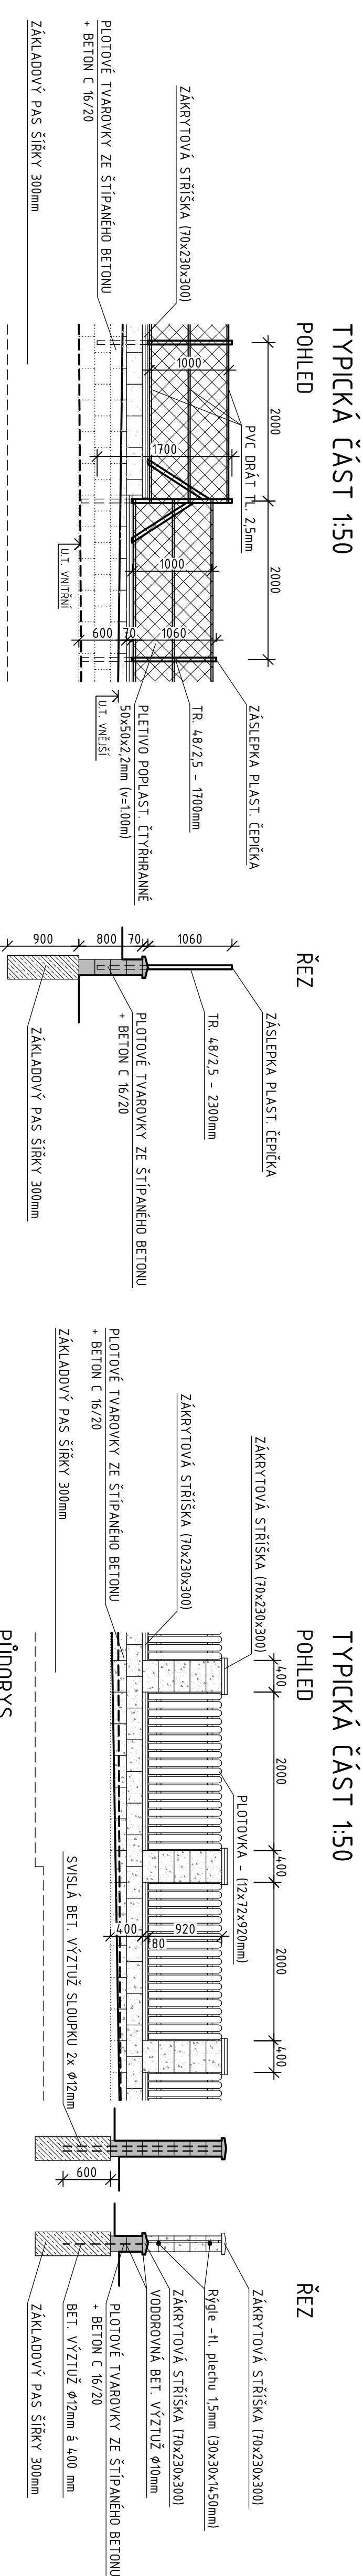 TYPICKÁ ČÁST 1:50
POHLED
2000
2000
ZÁKRYTOVÁ STŘÍŠKA (70x230x300)
PLOTOVÉ TVAROVKY ZE ŠTÍPANÉHO BETONU
+ BETON C 16/20
ZÁKLADOVÝ PAS ŠÍŘKY 300mm
1000
1700
PVC DRÁT TL. 2,5mm
1000
U.T. VNITŘNÍ
600
70
1060
U.T. VNĚJŠÍ
ZÁSLEPKA PLAST. ČEPIČKA
TR. 48/2,5 - 1700mm
PLETIVO POPLAST. ČTYŘHRANNÉ
50x50x2,2mm (v=1.00m)
ŘEZ
900
800
70
1060
ZÁSLEPKA PLAST. ČEPIČKA
TR. 48/2,5 - 2300mm
PLOTOVÉ TVAROVKY ZE ŠTÍPANÉHO BETONU
+ BETON C 16/20
ZÁKLADOVÝ PAS ŠÍŘKY 300mm
TYPICKÁ ČÁST 1:50
POHLED
400
2000
400
2000
400
ZÁKRYTOVÁ STŘÍŠKA (70x230x300)
ZÁKRYTOVÁ STŘÍŠKA (70x230x300)
PLOTOVÉ TVAROVKY ZE ŠTÍPANÉHO BETONU
+ BETON C 16/20
ZÁKLADOVÝ PAS ŠÍŘKY 300mm
PLOTOVKA - (12x72x920mm)
400
920
80
SVISLÁ BET. VÝZTUŽ SLOUPKU 2x Ø12mm
600
PŮDORYS
ŘEZ
ZÁKRYTOVÁ STŘÍŠKA (70x230x300)
Rýgle -tl. plechu 1,5mm (30x30x1450mm)
ZÁKRYTOVÁ STŘÍŠKA (70x230x300)
VODOROVNÁ BET. VÝZTUŽ Ø10mm
PLOTOVÉ TVAROVKY ZE ŠTÍPANÉHO BETONU
+ BETON C 16/20
BET. VÝZTUŽ Ø12mm á 400 mm
ZÁKLADOVÝ PAS ŠÍŘKY 300mm